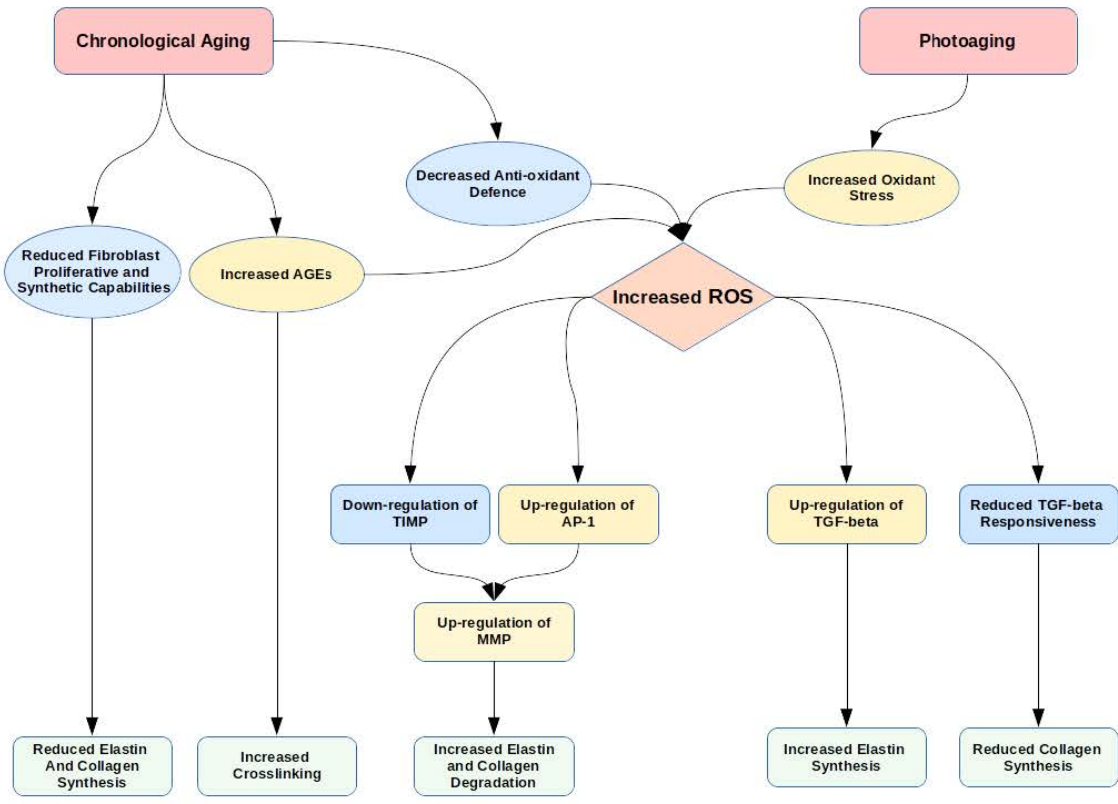 Chronological Aging
Photoaging
Decreased Anti-oxidant
Defence
Increased Oxidant
Stress
Reduced Fibroblast
Proliferative and
Synthetic Capabilities
Increased AGEs
Increased ROS
Down-regulation of
TIMP
Up-regulation of
AP-1
Up-regulation of
TGF-beta
Reduced TGF-beta
Responsiveness
Up-regulation of
MMP
Reduced Elastin
And Collagen
Synthesis
Increased
Crosslinking
Increased Elastin
and Collagen
Degradation
Increased Elastin
Synthesis
Reduced Collagen
Synthesis